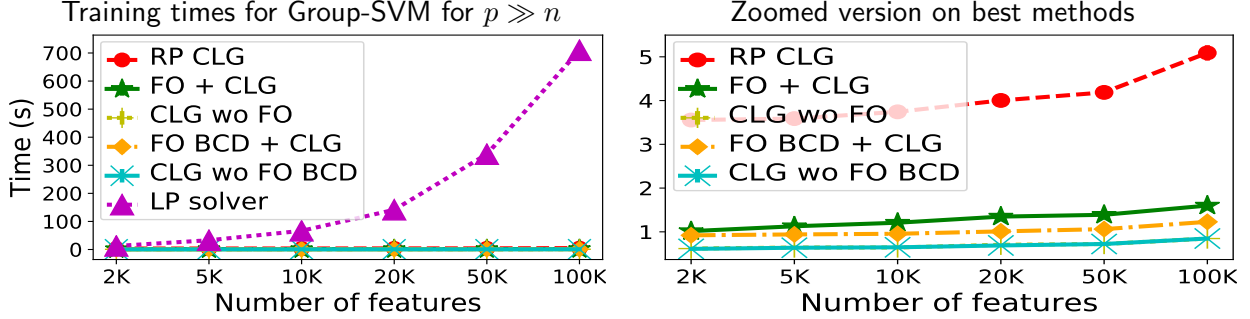 Training times for Group-SVM for p ≫ n
Time (s)
700
600
500
400
300
200
100
0
RP CLG
FO + CLG
CLG wo FO
FO BCD + CLG
CLG wo FO BCD
LP solver
2K 5K 10K 20K 50K 100K
Number of features
Zoomed version on best methods
5
4
3
2
1
RP CLG
FO + CLG
CLG wo FO
FO BCD + CLG
CLG wo FO BCD
2K 5K 10K 20K 50K 100K
Number of features